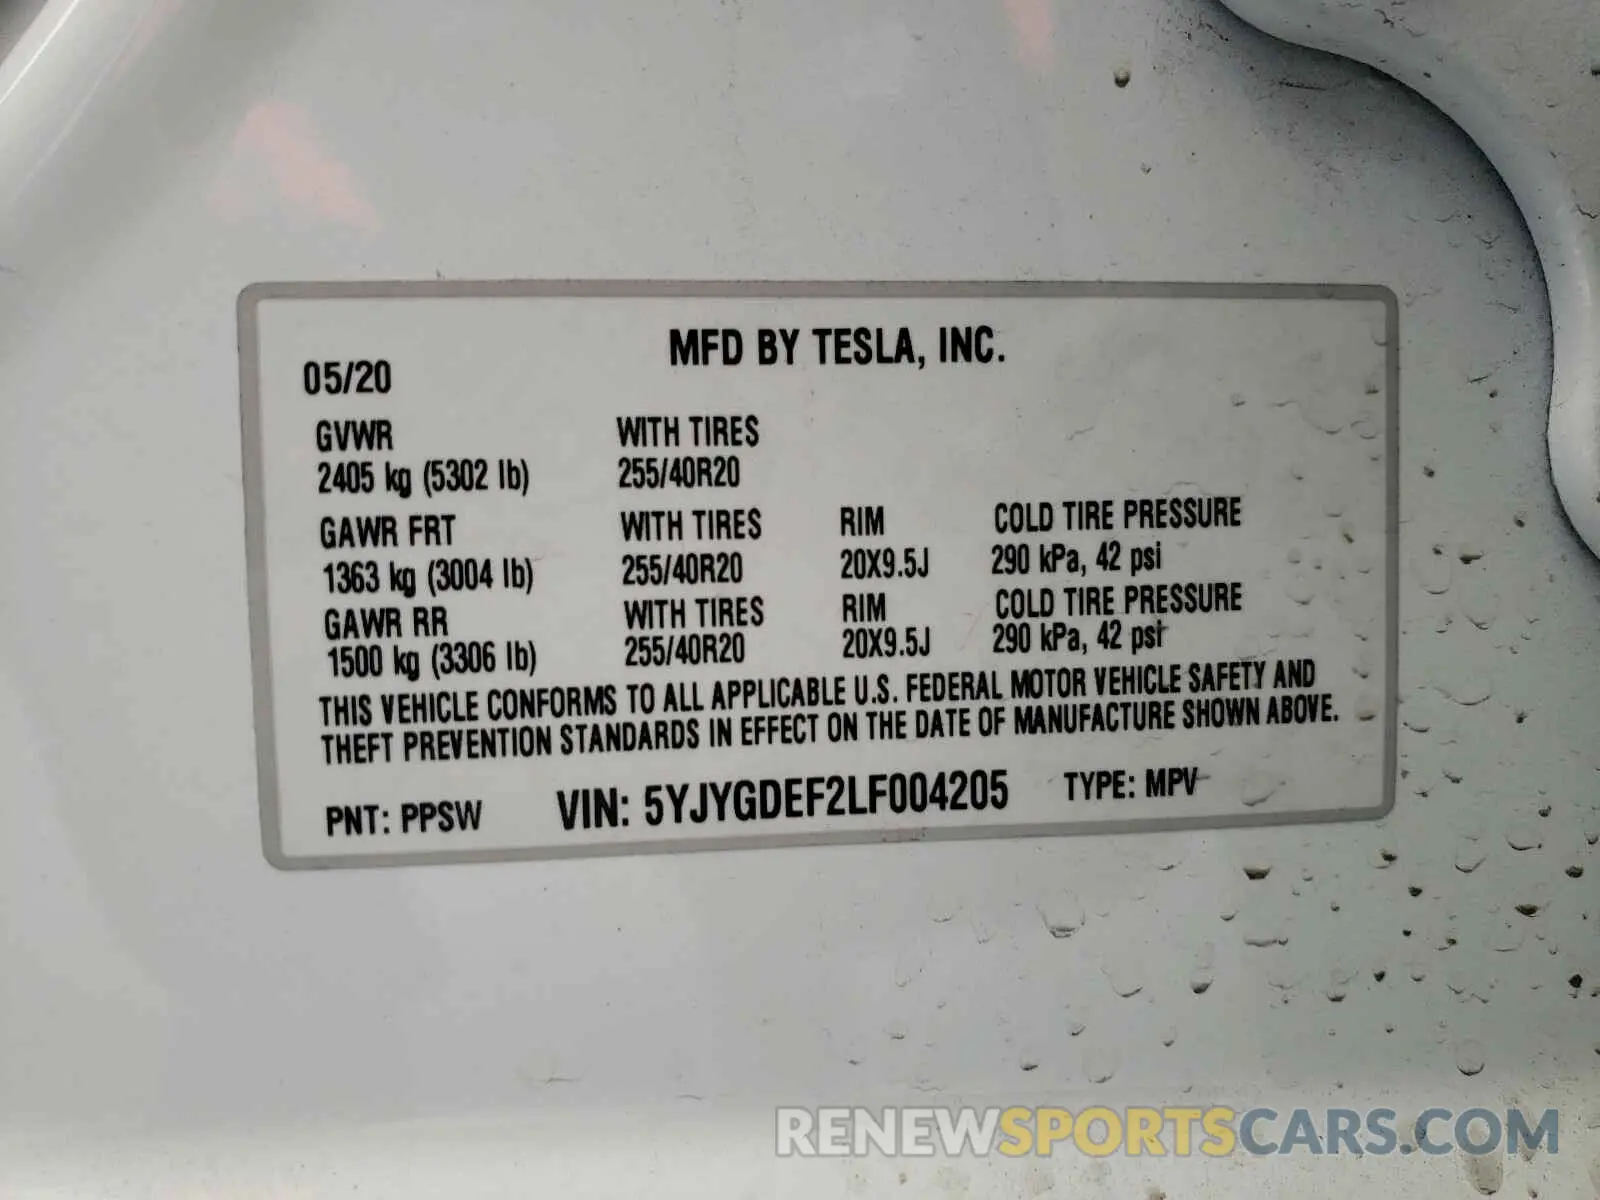 MFD BY TESLA, INC.
05/20
GVWR WITH TIRES
2405 kg (5302 lb) 255/40R20
GAWR FRT WITH TIRES RIM COLD TIRE PRESSURE
1363 kg (3004 lb) 255/40R20 20X9.5J 290 kPa, 42 psi
GAWR RR WITH TIRES RIM COLD TIRE PRESSURE
1500 kg (3306 lb) 255/40R20 20X9.5J 290 kPa, 42 psi
THIS VEHICLE CONFORMS TO ALL APPLICABLE U.S. FEDERAL MOTOR VEHICLE SAFETY AND
THEFT PREVENTION STANDARDS IN EFFECT ON THE DATE OF MANUFACTURE SHOWN ABOVE.
PNT: PPSW VIN: 5YJYGDEF2LF004205 TYPE: MPV
RENEWSPORTSCARS.COM